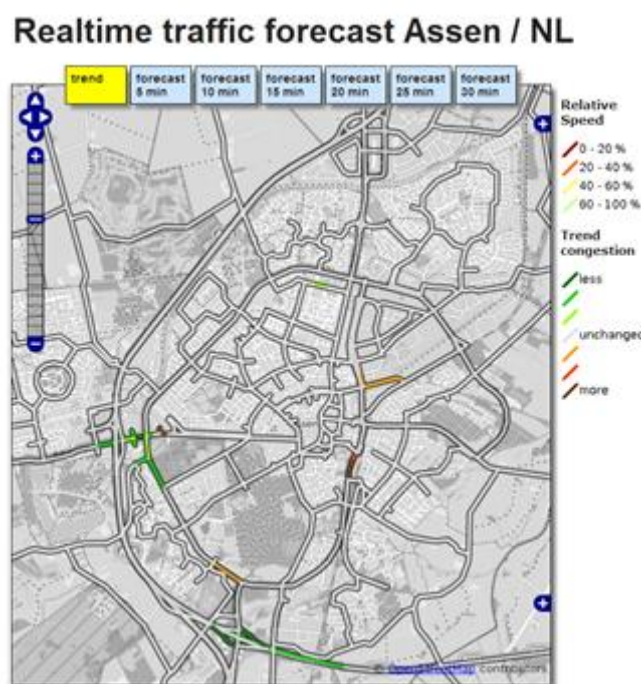 Realtime traffic forecast Assen / NL
trend
forecast
5 min
forecast
10 min
forecast
15 min
forecast
20 min
forecast
25 min
forecast
30 min
Relative
Speed
0 - 20 %
20 - 40 %
40 - 60 %
60 - 100 %
Trend
congestion
less
unchanged
more
© OpenStreetMap contributors